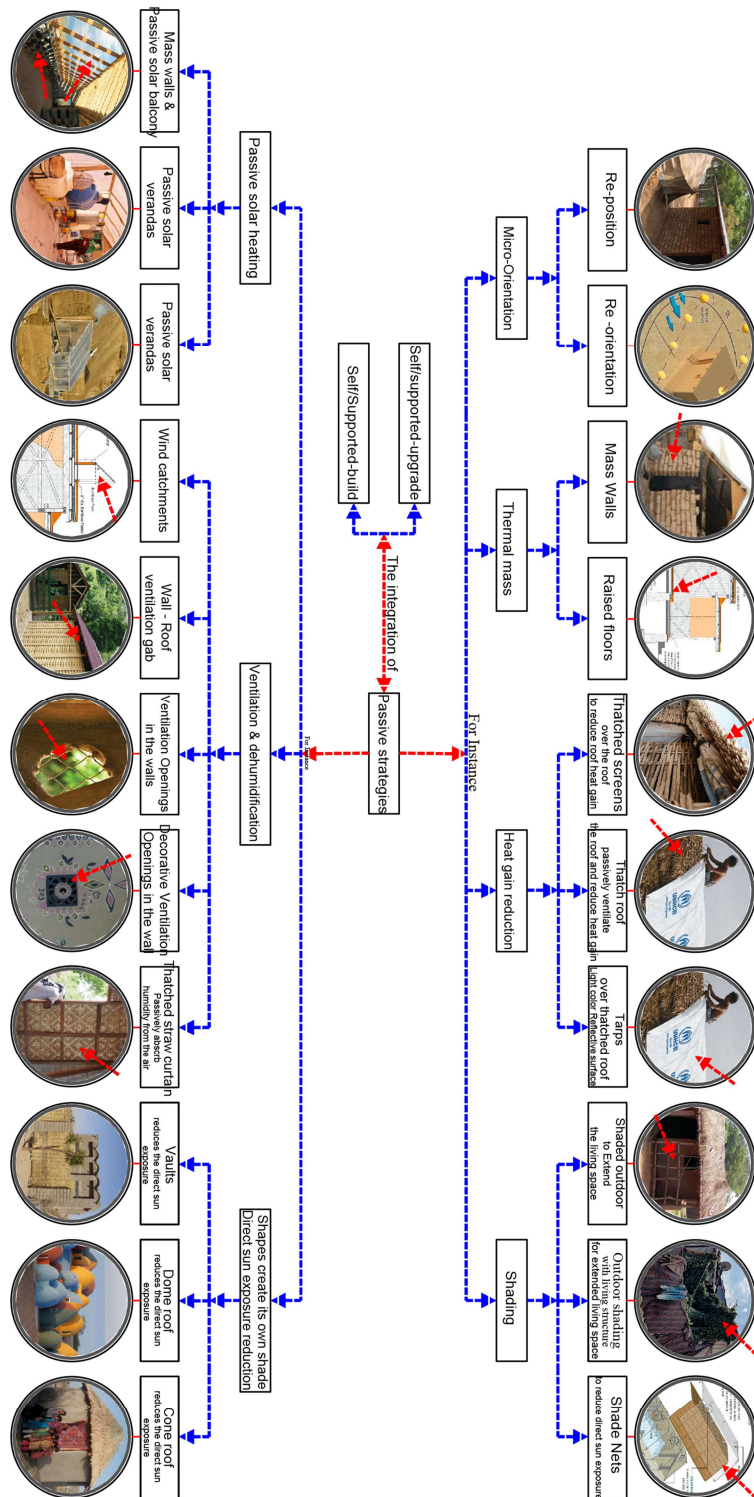 UNHCR
UNHCR
Re-position
Re -orientation
Mass Walls
Raised floors
Thatched screens
over the roof
to reduce roof heat gain
Thatch roof
passively ventilate
the roof and reduce heat gain
Tarps
over thatched roof
Light color Reflective surface
Shaded outdoor
to Extend
the living space
Outdoor shading
with living structure
for extended living space
Shade Nets
to reduce direct sun exposure
Micro-Orientation
Thermal mass
Heat gain reduction
Shading
For Instance
Self/supported-upgrade
The integration of
Passive strategies
Self/Supported-build
For Instance
Passive solar heating
Ventilation & dehumidification
Shapes create its own shade
Direct sun exposure reduction
Mass walls &
Passive solar balcony
Passive solar
verandas
Passive solar
verandas
Wind catchments
Wall - Roof
ventilation gab
Ventilation Openings
in the walls
Decorative Ventilation
Openings in the wall
Thatched straw curtain
Passively absorb
humidity from the air
Vaults
reduces the direct sun
exposure
Dome roof
reduces the direct sun
exposure
Cone roof
reduces the direct sun
exposure